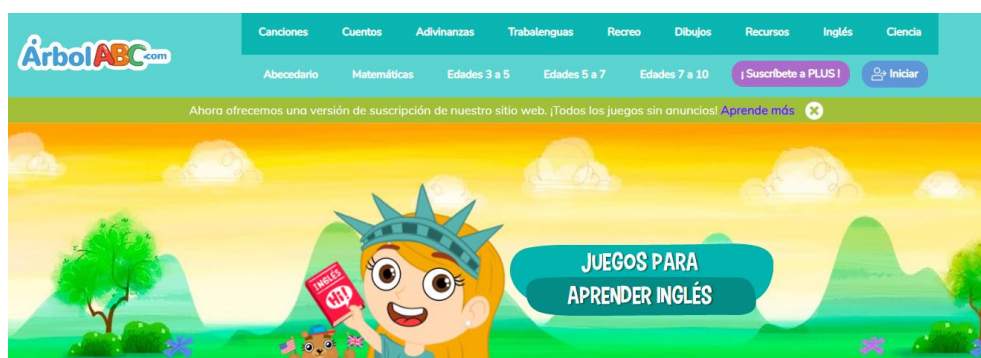 ÁrbolABC.com
Canciones Cuentos Adivinanzas Trabalenguas Recreo Dibujos Recursos Inglés Ciencia
Abecedario Matemáticas Edades 3 a 5 Edades 5 a 7 Edades 7 a 10 ¡ Suscríbete a PLUS ! Iniciar
Ahora ofrecemos una versión de suscripción de nuestro sitio web. ¡Todos los juegos sin anuncios! Aprende más
INGLÉS
Hi!
JUEGOS PARA
APRENDER INGLÉS